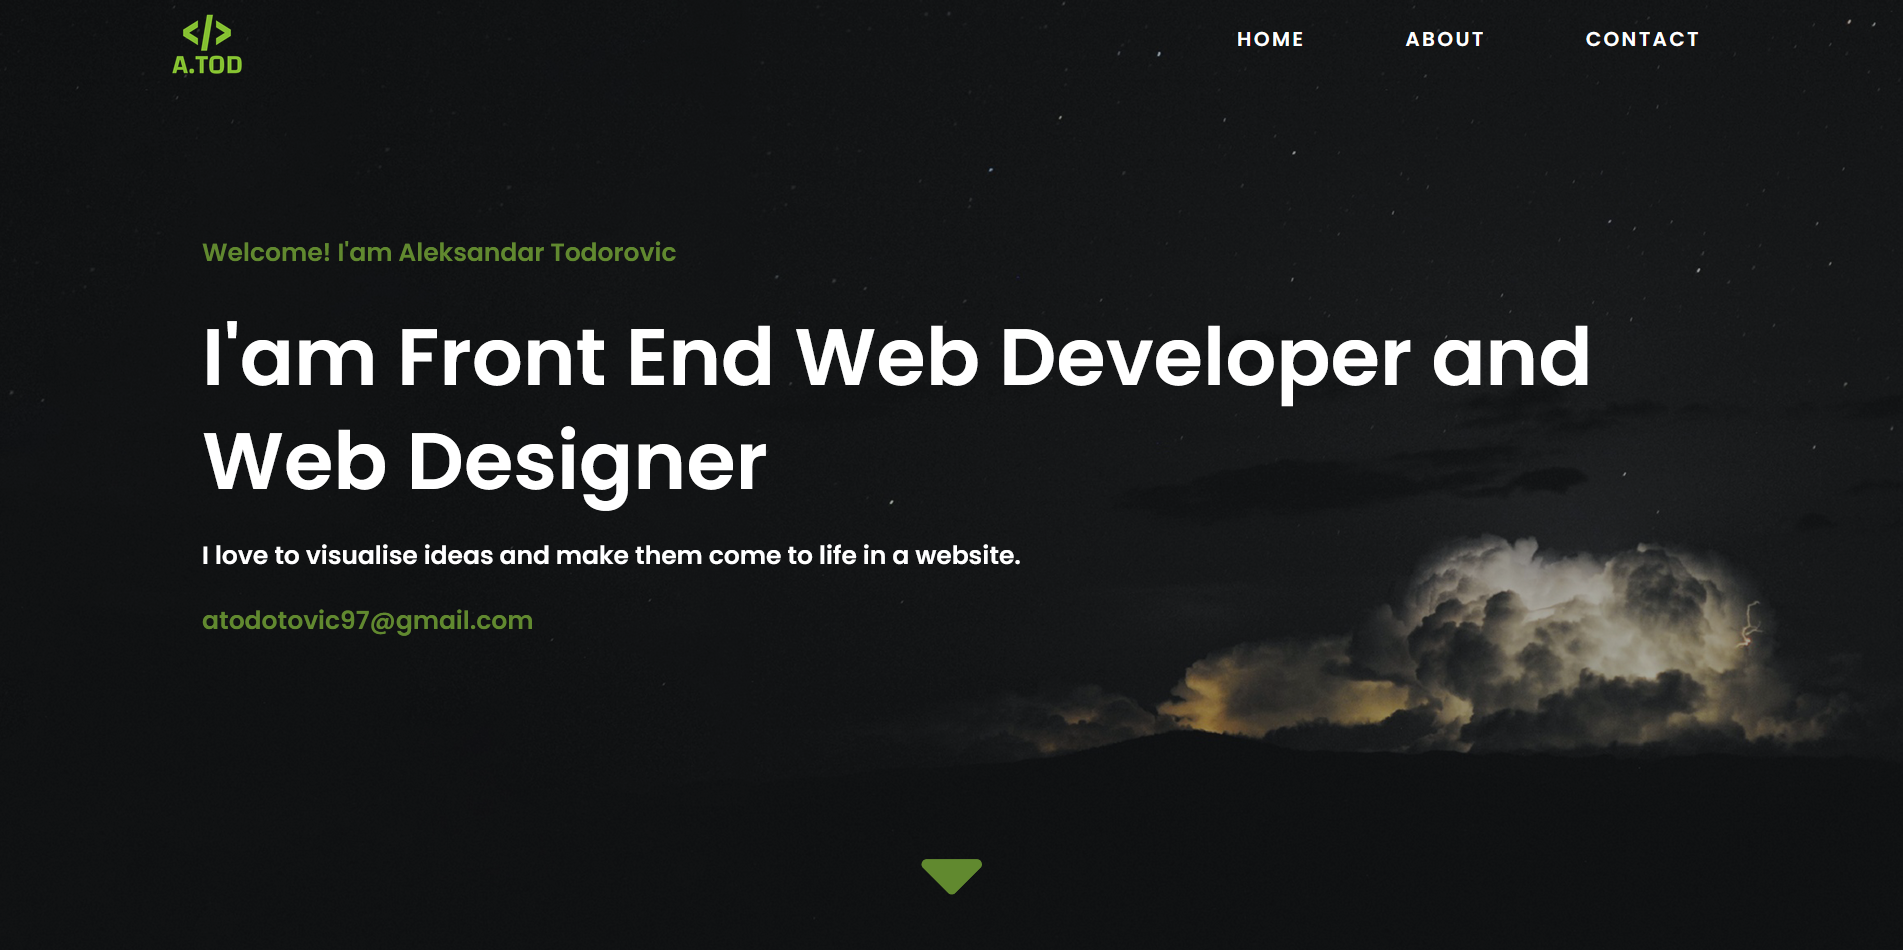 </>
A.TOD
HOME ABOUT CONTACT
Welcome! I'am Aleksandar Todorovic
I'am Front End Web Developer and
Web Designer
I love to visualise ideas and make them come to life in a website.
atodotovic97@gmail.com